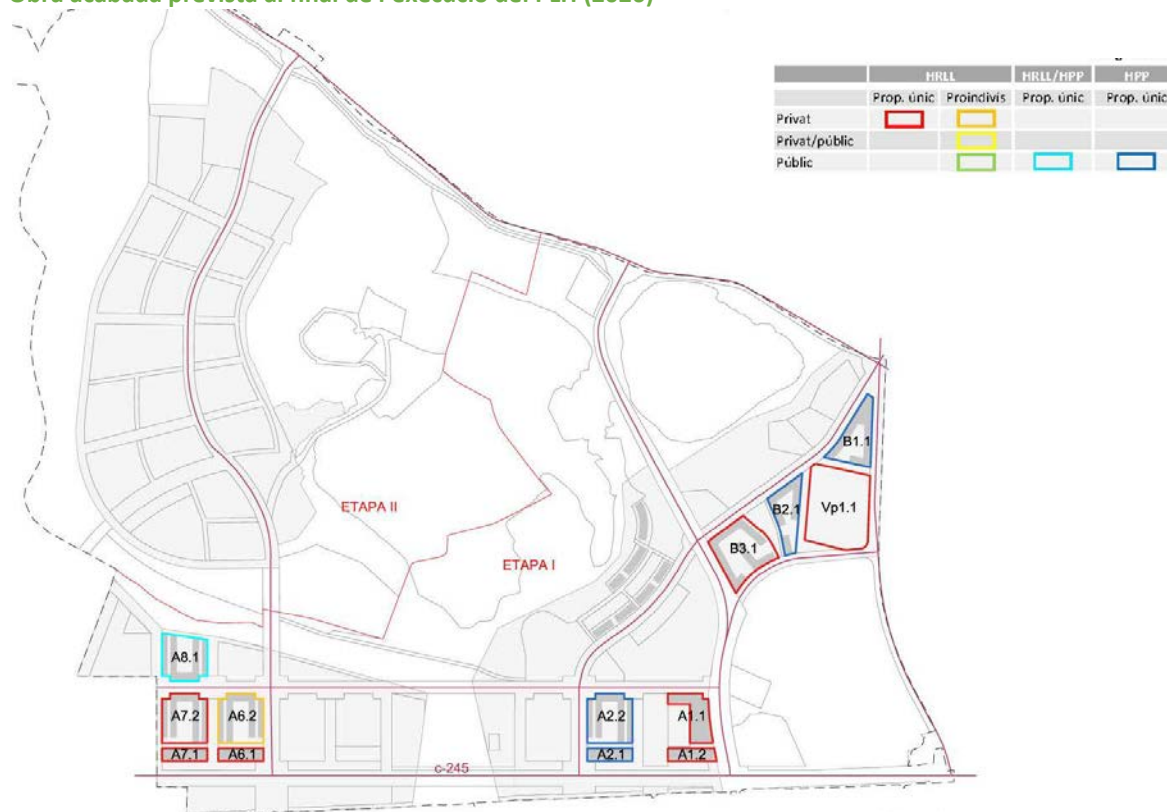 Obra acabada prevista al final de l'execució del PLH (2026)
HRLL HRLL/HPP HPP
Prop. únic Proindivís Prop. únic Prop. únic
Privat
Privat/públic
Públic
B1.1
B2.1
Vp1.1
B3.1
ETAPA II
ETAPA I
A8.1
A7.2
A6.2
A2.2
A1.1
A7.1
A6.1
A2.1
A1.2
c-245